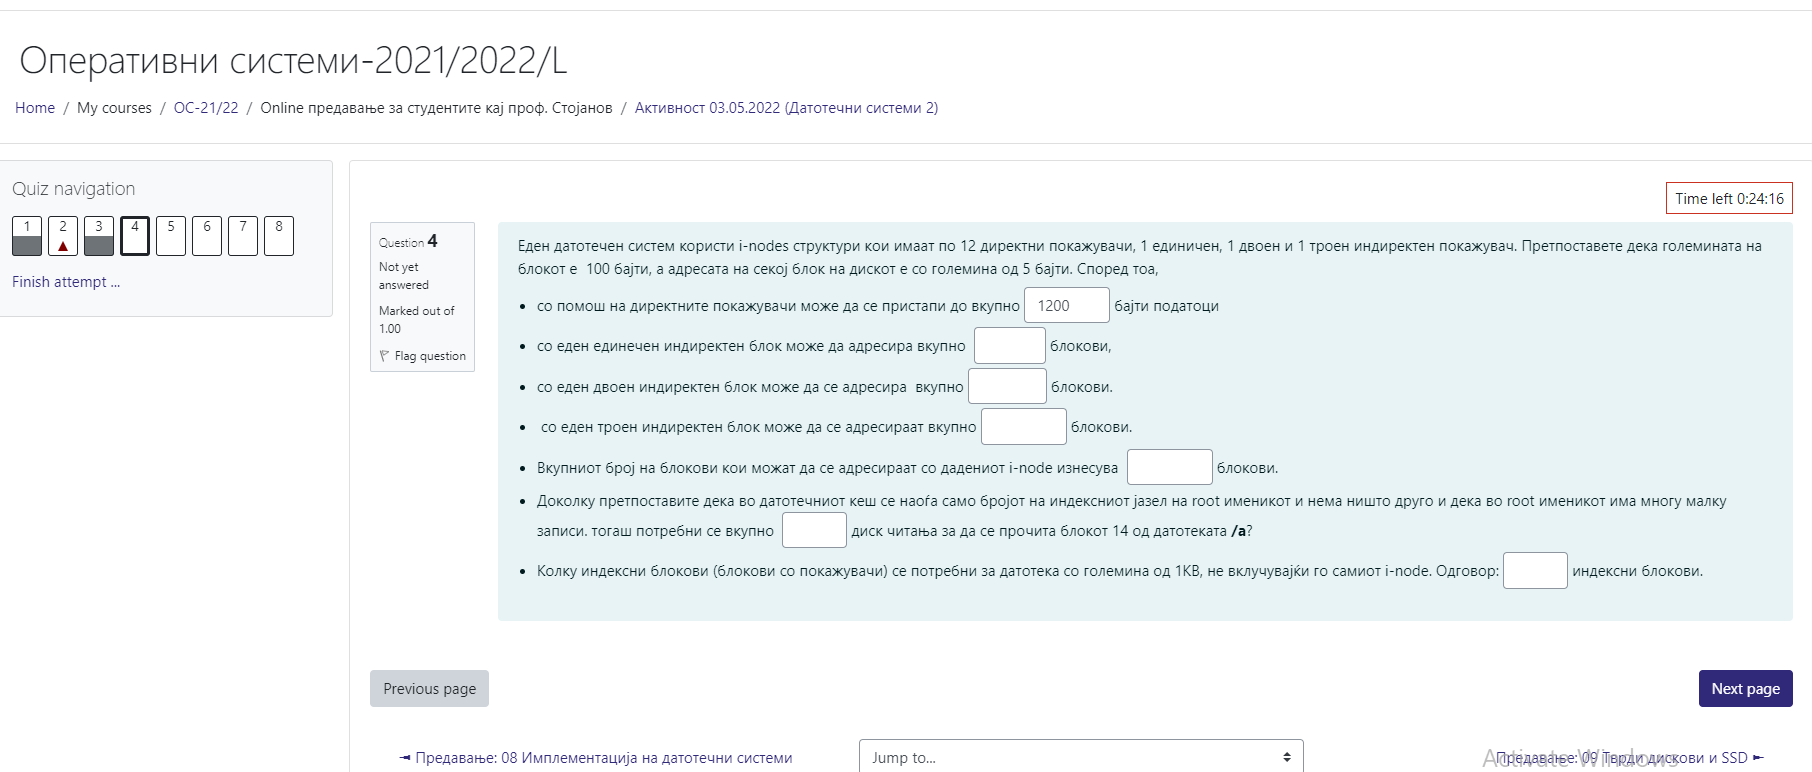 Оперативни системи-2021/2022/L
Home / My courses / ОС-21/22 / Online предавање за студентите кај проф. Стојанов / Активност 03.05.2022 (Датотечни системи 2)
Quiz navigation
1 2 3 4 5 6 7 8
Finish attempt ...
Time left 0:24:16
Question 4
Not yet
answered
Marked out of
1.00
Flag question
Еден датотечен систем користи i-nodes структури кои имаат по 12 директни покажувачи, 1 единичен, 1 двоен и 1 троен индиректен покажувач. Претпоставете дека големината на
блокот е 100 бајти, а адресата на секој блок на дискот е со големина од 5 бајти. Според тоа,
• со помош на директните покажувачи може да се пристапи до вкупно 1200 бајти податоци
• со еден единечен индиректен блок може да адресира вкупно блокови,
• со еден двоен индиректен блок може да се адресира вкупно блокови.
• со еден троен индиректен блок може да се адресираат вкупно блокови.
• Вкупниот број на блокови кои можат да се адресираат со дадениот i-node изнесува блокови.
• Доколку претпоставите дека во датотечниот кеш се наоѓа само бројот на индексниот јазел на root именикот и нема ништо друго и дека во root именикот има многу малку
записи. тогаш потребни се вкупно диск читања за да се прочита блокот 14 од датотеката /a?
• Колку индексни блокови (блокови со покажувачи) се потребни за датотека со големина од 1KB, не вклучувајќи го самиот i-node. Одговор: индексни блокови.
Previous page
Next page
◄ Предавање: 08 Имплементација на датотечни системи
Jump to...
Предавање: 09 Тврди дискови и SSD ►
Activate Windows